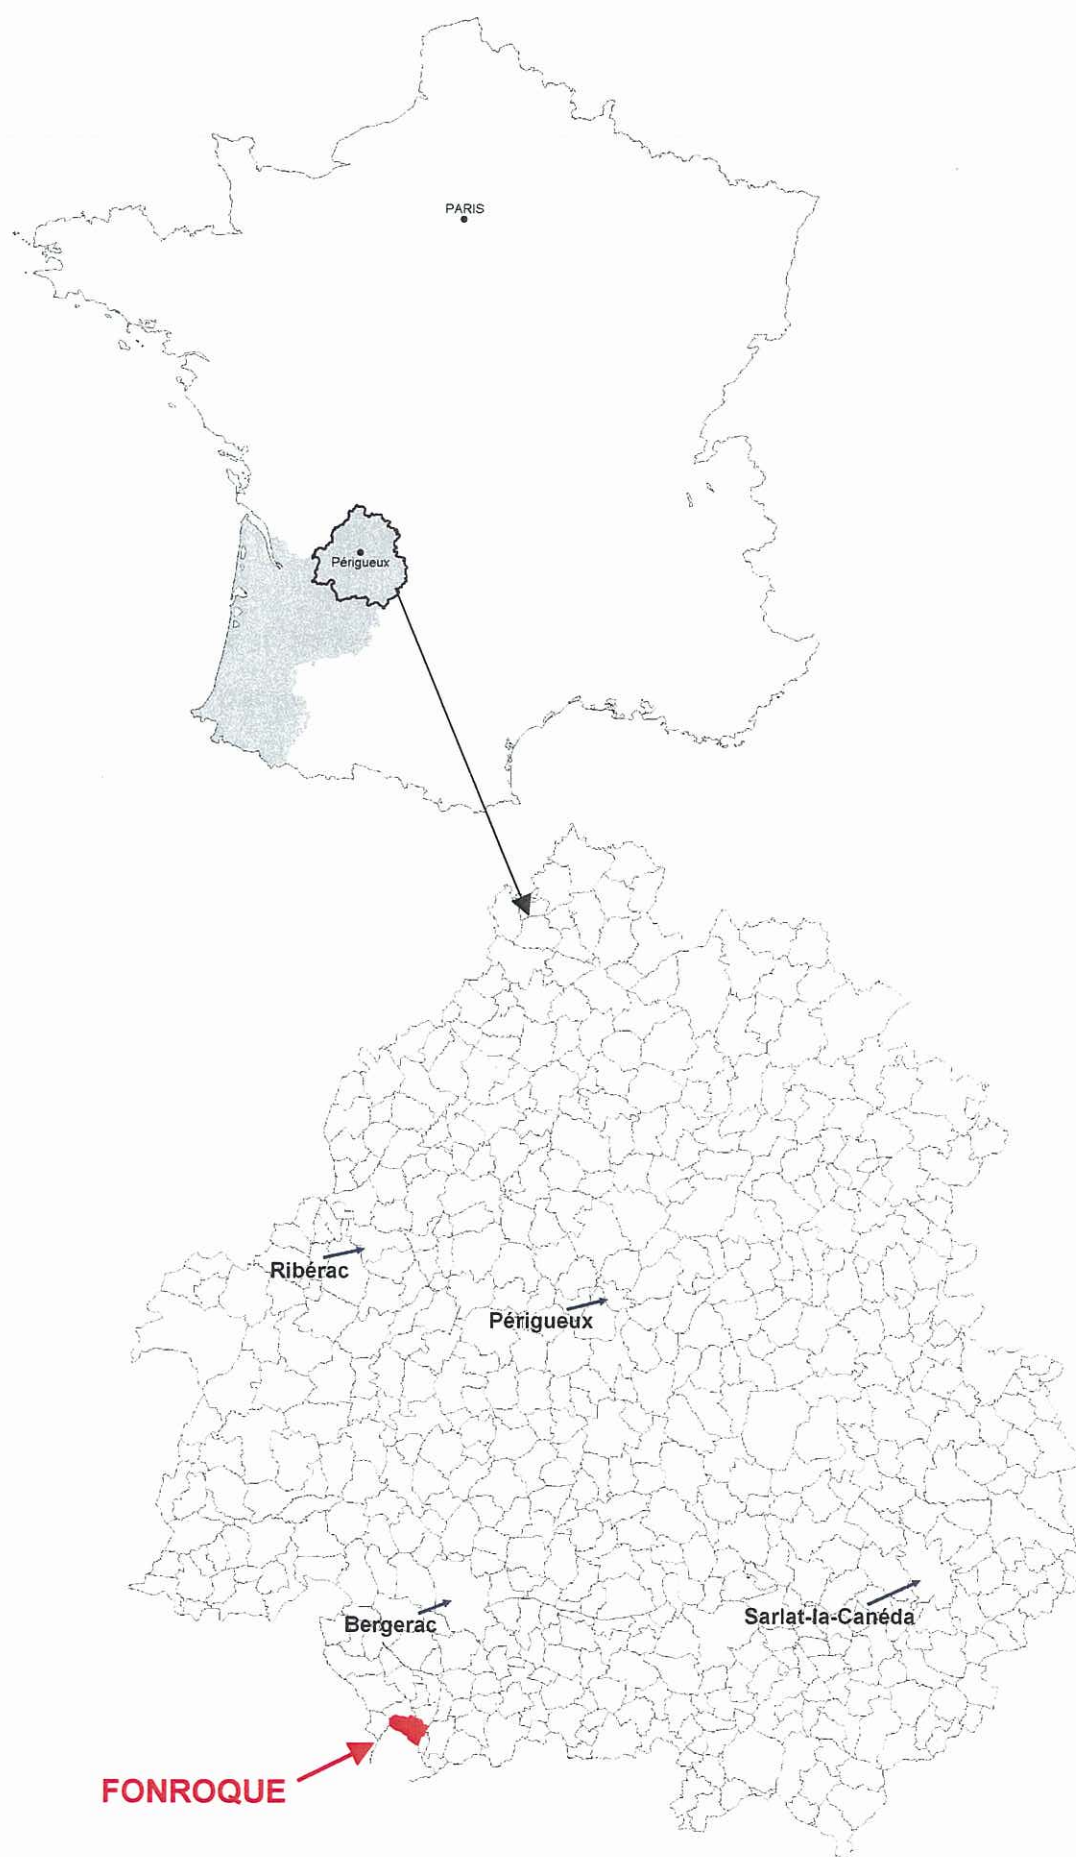 PARIS
Périgueux
Ribérac
Périgueux
Bergerac
Sarlat-la-Canéda
FONROQUE